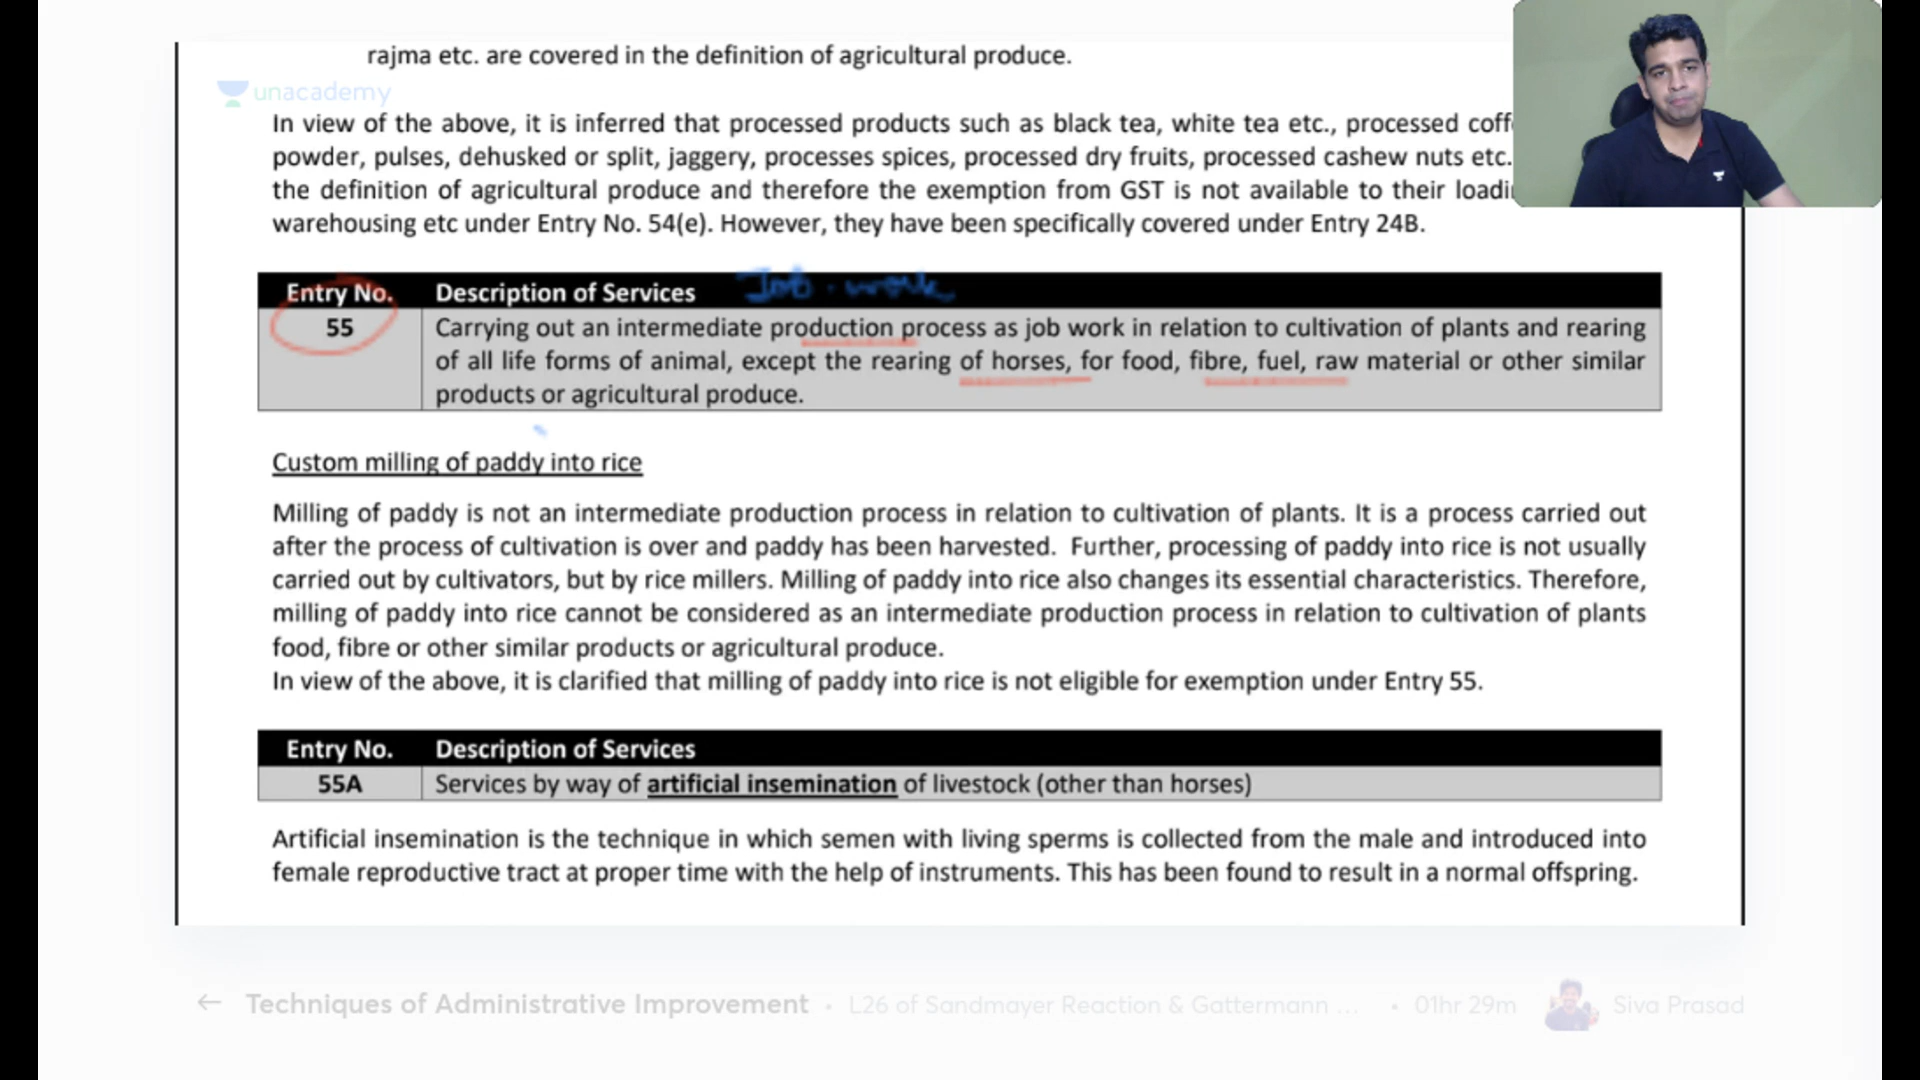 rajma etc. are covered in the definition of agricultural produce.
unacademy
In view of the above, it is inferred that processed products such as black tea, white tea etc., processed coff
powder, pulses, dehusked or split, jaggery, processes spices, processed dry fruits, processed cashew nuts etc.
the definition of agricultural produce and therefore the exemption from GST is not available to their loadi
warehousing etc under Entry No. 54(e). However, they have been specifically covered under Entry 24B.
Job work
Entry No. Description of Services
55 Carrying out an intermediate production process as job work in relation to cultivation of plants and rearing
of all life forms of animal, except the rearing of horses, for food, fibre, fuel, raw material or other similar
products or agricultural produce.
Custom milling of paddy into rice
Milling of paddy is not an intermediate production process in relation to cultivation of plants. It is a process carried out
after the process of cultivation is over and paddy has been harvested. Further, processing of paddy into rice is not usually
carried out by cultivators, but by rice millers. Milling of paddy into rice also changes its essential characteristics. Therefore,
milling of paddy into rice cannot be considered as an intermediate production process in relation to cultivation of plants
food, fibre or other similar products or agricultural produce.
In view of the above, it is clarified that milling of paddy into rice is not eligible for exemption under Entry 55.
Entry No. Description of Services
55A Services by way of artificial insemination of livestock (other than horses)
Artificial insemination is the technique in which semen with living sperms is collected from the male and introduced into
female reproductive tract at proper time with the help of instruments. This has been found to result in a normal offspring.
← Techniques of Administrative Improvement • L26 of Sandmayer Reaction & Gattermann ... • 01hr 29m Siva Prasad